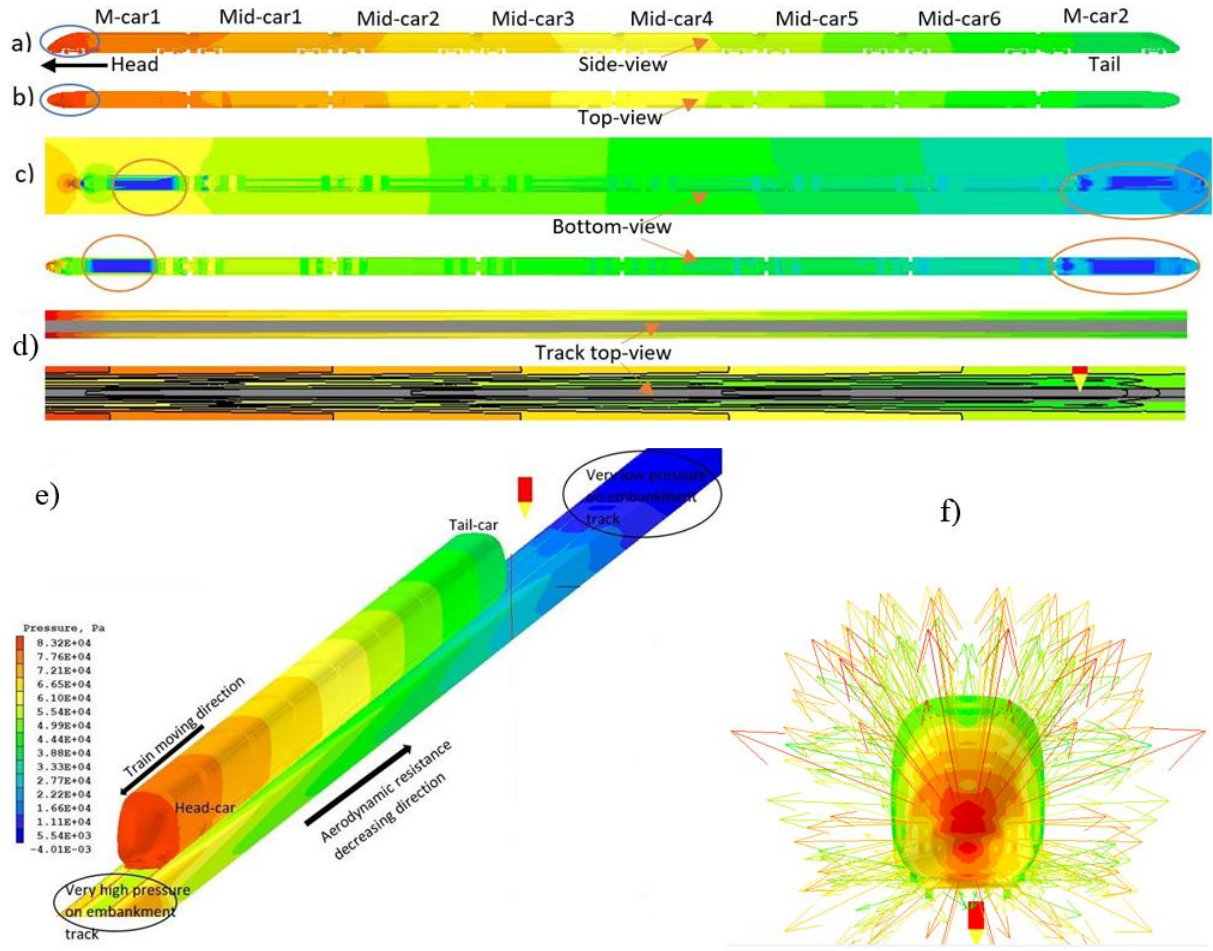 M-car1 Mid-car1 Mid-car2 Mid-car3 Mid-car4 Mid-car5 Mid-car6 M-car2
a)
Head Side-view Tail
b)
Top-view
c)
Bottom-view
d)
Track top-view
e)
Very low pressure
on embankment
track
f)
Tail-car
Pressure, Pa
8.32E+04
7.76E+04
7.21E+04
6.65E+04
6.10E+04
5.54E+04
4.99E+04
4.44E+04
3.88E+04
3.33E+04
2.77E+04
2.22E+04
1.66E+04
1.11E+04
5.54E+03
-4.01E-03
Train moving direction
Head-car
Aerodynamic resistance
decreasing direction
Very high pressure
on embankment
track